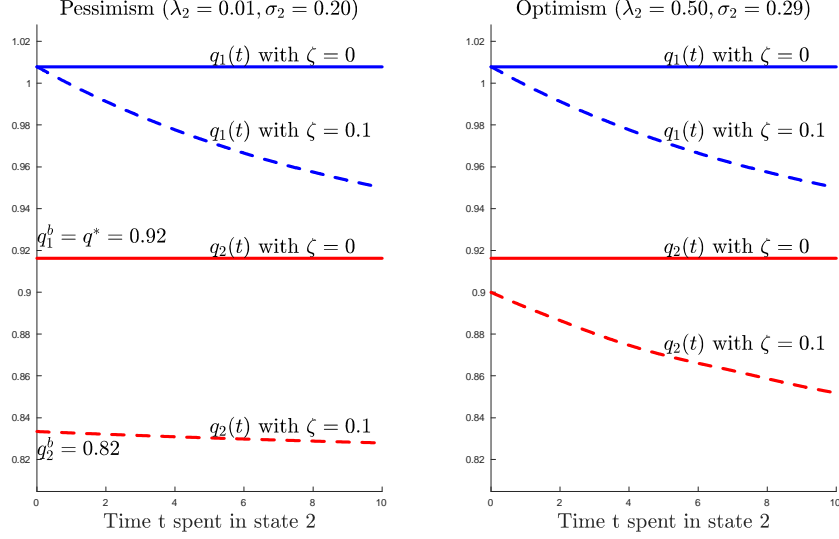 Pessimism (λ₂ = 0.01, σ₂ = 0.20)
1.02
1
0.98
0.96
0.94
0.92
0.9
0.88
0.86
0.84
0.82
q₁(t) with ζ = 0
q₁(t) with ζ = 0.1
q₁ᵇ = q* = 0.92
q₂(t) with ζ = 0
q₂(t) with ζ = 0.1
q₂ᵇ = 0.82
0 2 4 6 8 10
Time t spent in state 2
Optimism (λ₂ = 0.50, σ₂ = 0.29)
1.02
1
0.98
0.96
0.94
0.92
0.9
0.88
0.86
0.84
0.82
q₁(t) with ζ = 0
q₁(t) with ζ = 0.1
q₂(t) with ζ = 0
q₂(t) with ζ = 0.1
0 2 4 6 8 10
Time t spent in state 2